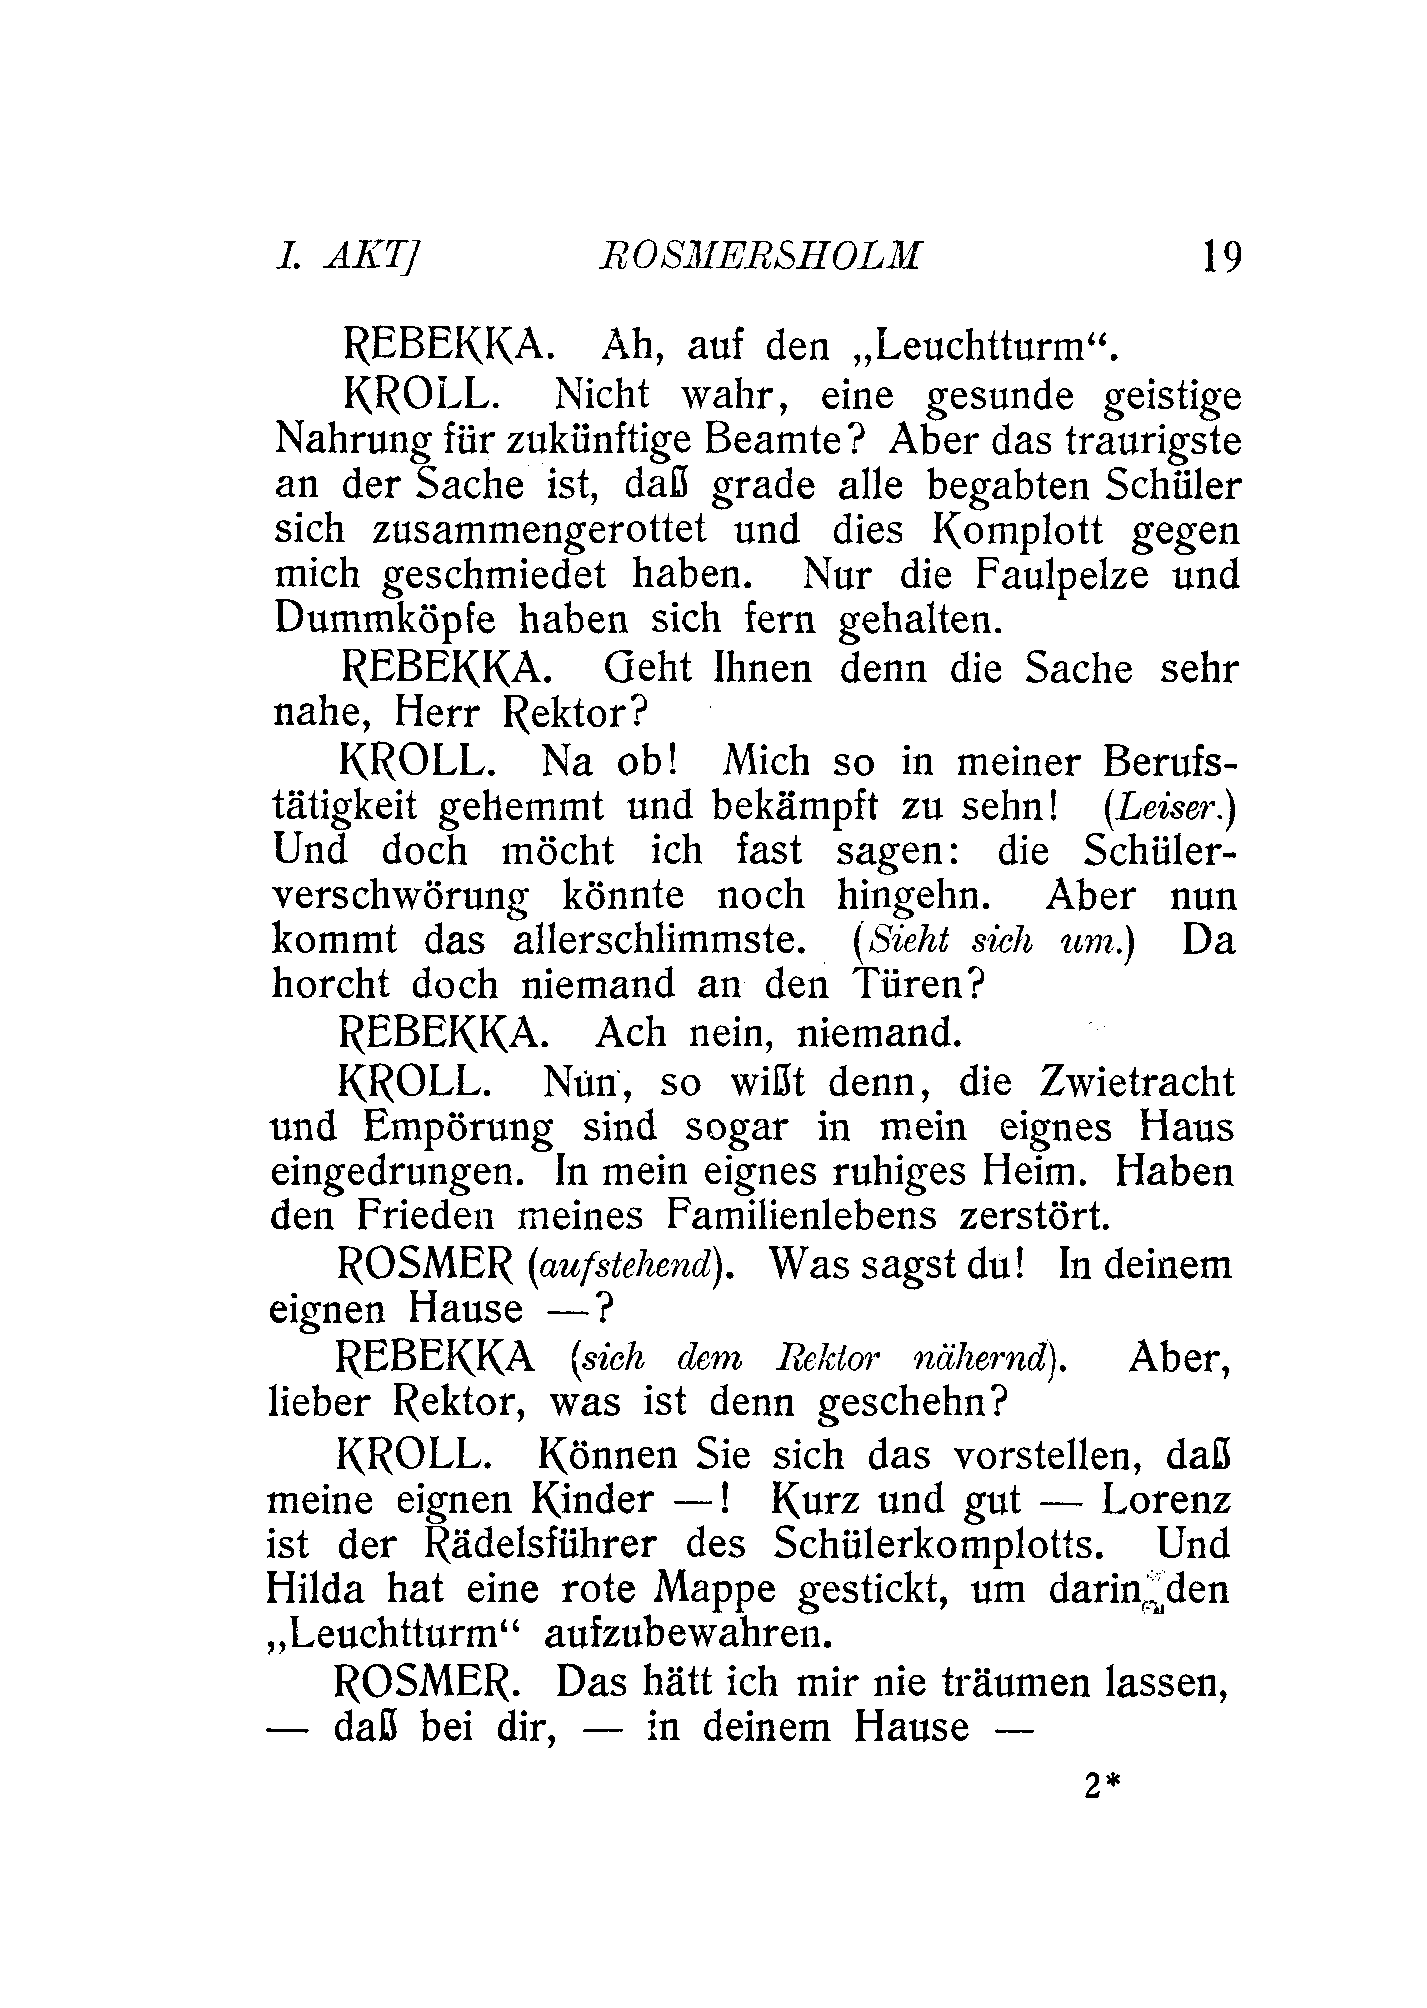 I. AKT] ROSMERSHOLM 19
REBEKKA. Ah, auf den „Leuchtturm“.
KROLL. Nicht wahr, eine gesunde geistige
Nahrung für zukünftige Beamte? Aber das traurigste
an der Sache ist, daß grade alle begabten Schüler
sich zusammengerottet und dies Komplott gegen
mich geschmiedet haben. Nur die Faulpelze und
Dummköpfe haben sich fern gehalten.
REBEKKA. Geht Ihnen denn die Sache sehr
nahe, Herr Rektor?
KROLL. Na ob! Mich so in meiner Berufs-
tätigkeit gehemmt und bekämpft zu sehn! (Leiser.)
Und doch möcht ich fast sagen: die Schüler-
verschwörung könnte noch hingehn. Aber nun
kommt das allerschlimmste. (Sieht sich um.) Da
horcht doch niemand an den Türen?
REBEKKA. Ach nein, niemand.
KROLL. Nun, so wißt denn, die Zwietracht
und Empörung sind sogar in mein eignes Haus
eingedrungen. In mein eignes ruhiges Heim. Haben
den Frieden meines Familienlebens zerstört.
ROSMER (aufstehend). Was sagst du! In deinem
eignen Hause —?
REBEKKA (sich dem Rektor nähernd). Aber,
lieber Rektor, was ist denn geschehn?
KROLL. Können Sie sich das vorstellen, daß
meine eignen Kinder —! Kurz und gut — Lorenz
ist der Rädelsführer des Schülerkomplotts. Und
Hilda hat eine rote Mappe gestickt, um darin den
„Leuchtturm“ aufzubewahren.
ROSMER. Das hätt ich mir nie träumen lassen,
— daß bei dir, — in deinem Hause —
2*